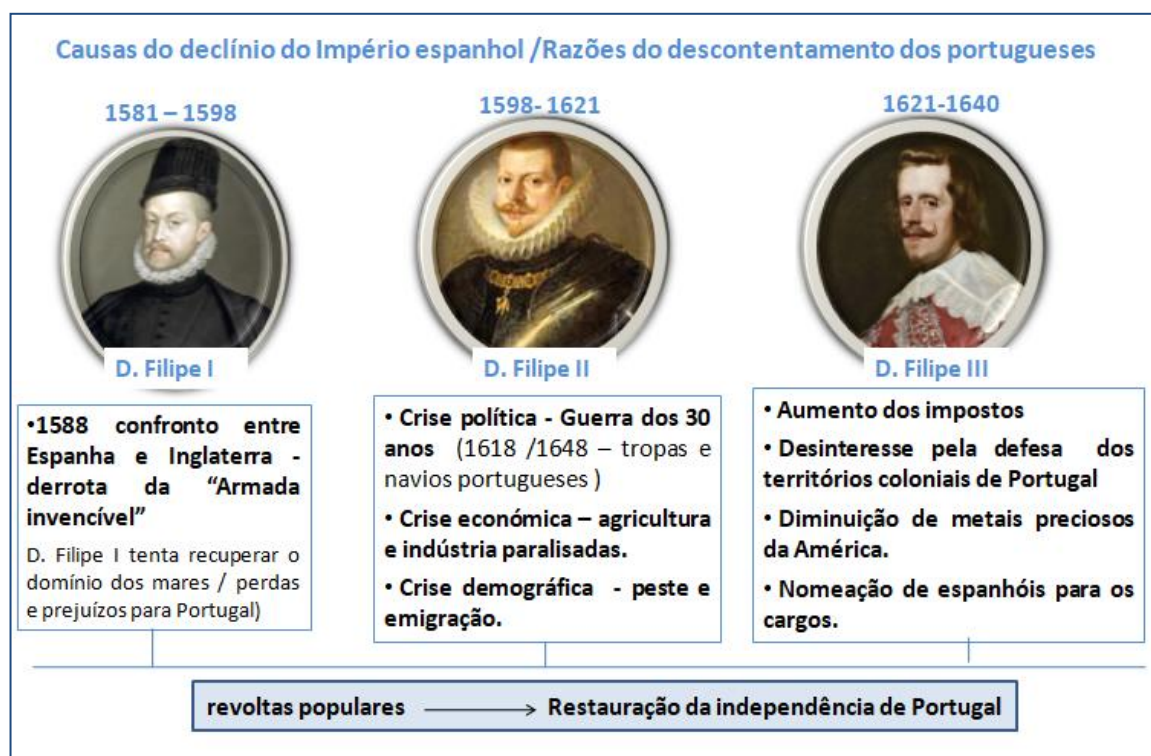 Causas do declínio do Império espanhol /Razões do descontentamento dos portugueses
1581 – 1598
D. Filipe I
•1588 confronto entre
Espanha e Inglaterra -
derrota da “Armada
invencível”
D. Filipe I tenta recuperar o
domínio dos mares / perdas
e prejuízos para Portugal)
1598- 1621
D. Filipe II
• Crise política - Guerra dos 30
anos (1618 /1648 – tropas e
navios portugueses )
• Crise económica – agricultura
e indústria paralisadas.
• Crise demográfica - peste e
emigração.
1621-1640
D. Filipe III
• Aumento dos impostos
• Desinteresse pela defesa dos
territórios coloniais de Portugal
• Diminuição de metais preciosos
da América.
• Nomeação de espanhóis para os
cargos.
revoltas populares → Restauração da independência de Portugal